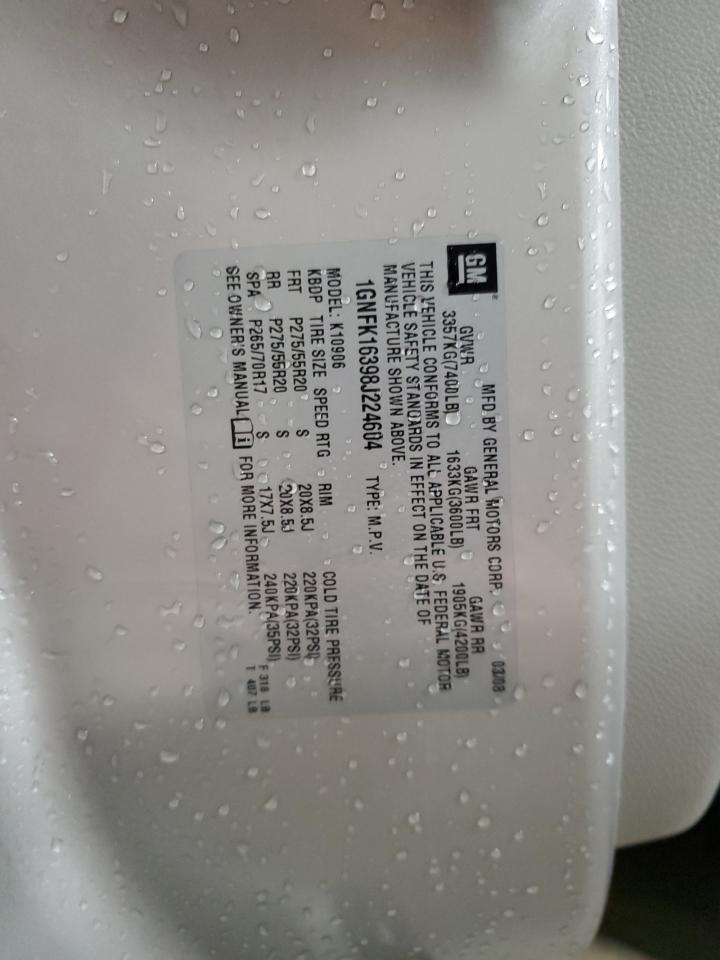 GM®
MFD BY GENERAL MOTORS CORP. 03/08
GVWR GAWR FRT GAWR RR
3357KG(7400LB) 1633KG(3600LB) 1905KG(4200LB)
THIS VEHICLE CONFORMS TO ALL APPLICABLE U.S. FEDERAL MOTOR
VEHICLE SAFETY STANDARDS IN EFFECT ON THE DATE OF
MANUFACTURE SHOWN ABOVE.
1GNFK16398J224604 TYPE: M.P.V.
MODEL: K10906
KBDP TIRE SIZE SPEED RTG RIM COLD TIRE PRESSURE
FRT P275/55R20 S 20X8.5J 220KPA(32PSI)
RR P275/55R20 S 20X8.5J 220KPA(32PSI)
SPA P265/70R17 S 17X7.5J 240KPA(35PSI) F 318 LB
SEE OWNER'S MANUAL FOR MORE INFORMATION. T 407 LB